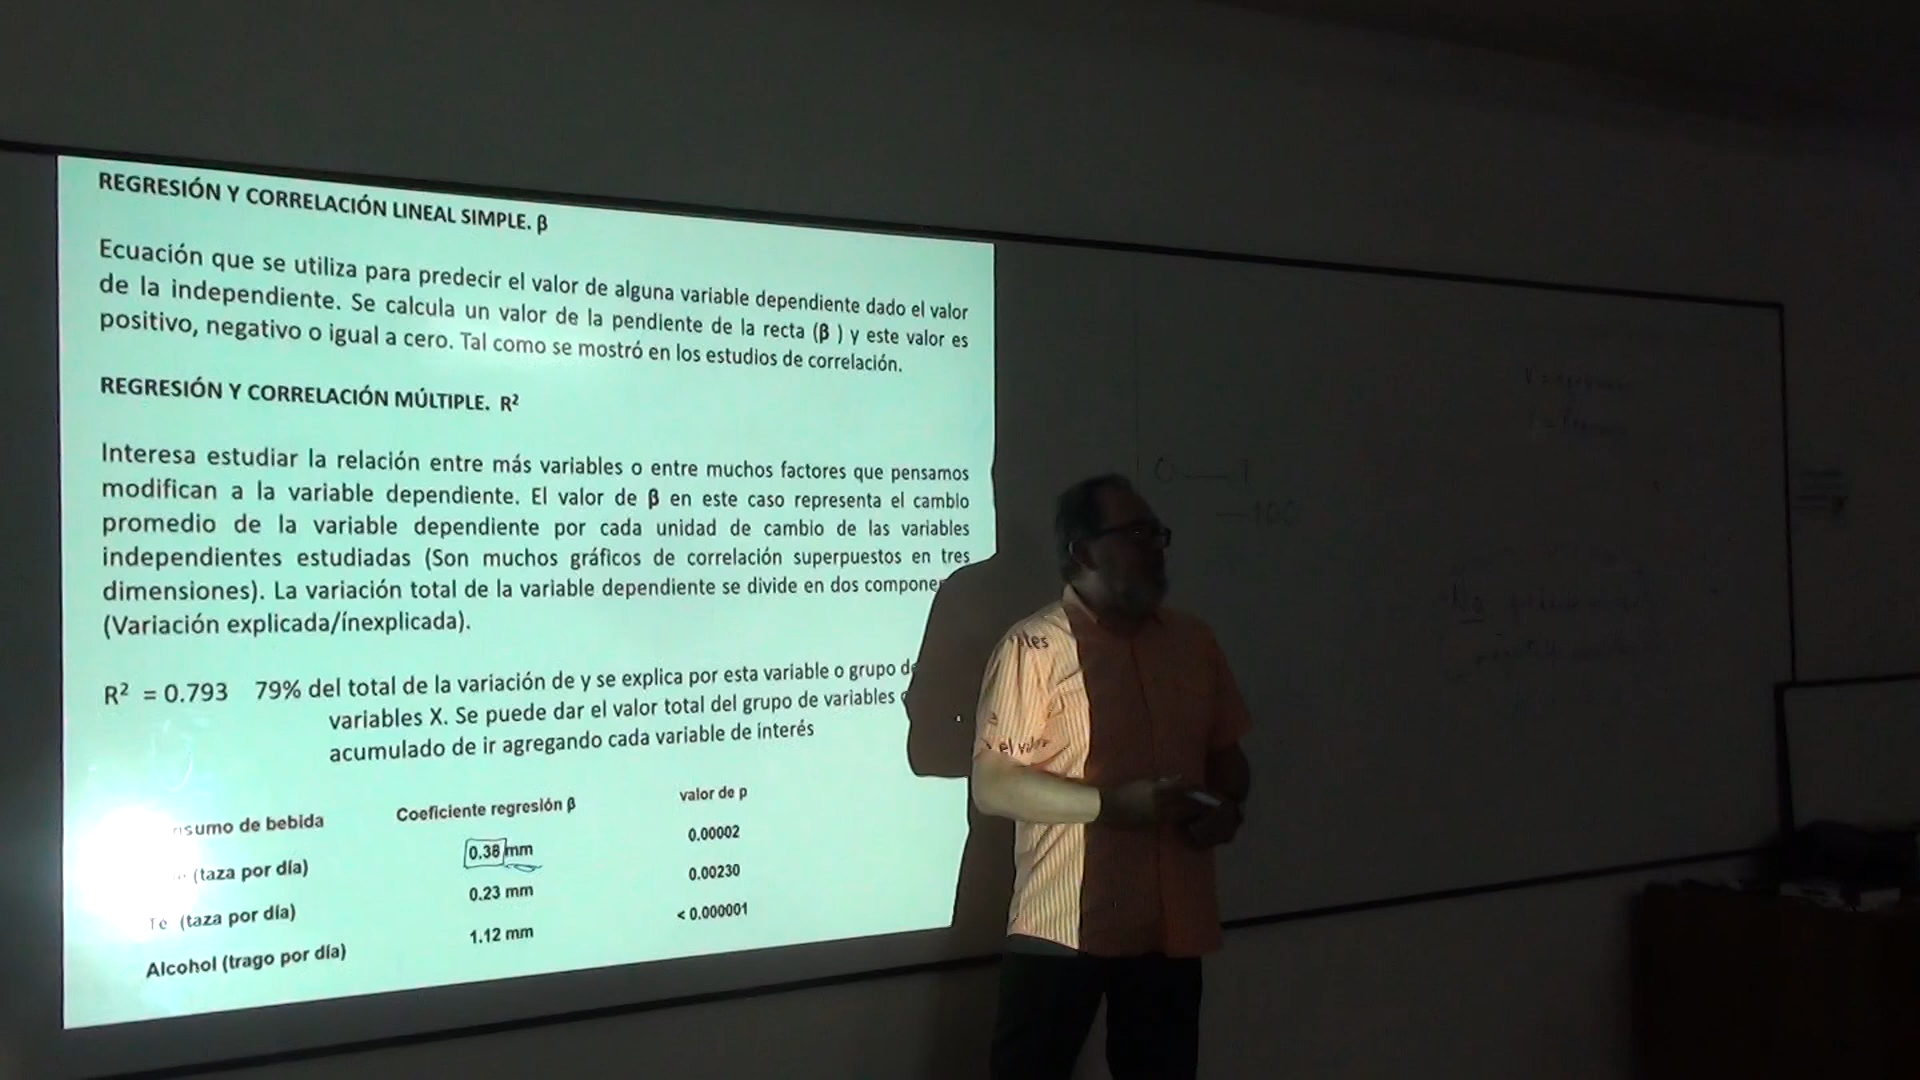 REGRESIÓN Y CORRELACIÓN LINEAL SIMPLE. β
Ecuación que se utiliza para predecir el valor de alguna variable dependiente dado el valor
de la independiente. Se calcula un valor de la pendiente de la recta (β ) y este valor es
positivo, negativo o igual a cero. Tal como se mostró en los estudios de correlación.
REGRESIÓN Y CORRELACIÓN MÚLTIPLE. R²
Interesa estudiar la relación entre más variables o entre muchos factores que pensamos
modifican a la variable dependiente. El valor de β en este caso representa el cambio
promedio de la variable dependiente por cada unidad de cambio de las variables
independientes estudiadas (Son muchos gráficos de correlación superpuestos en tres
dimensiones). La variación total de la variable dependiente se divide en dos
(Variación explicada/ínexplicada).
R² = 0.793 79% del total de la variación de y se explica por esta variable o grupo
variables X. Se puede dar el valor total del grupo de variables
acumulado de ir agregando cada variable de interés
de bebida Coeficiente regresión β valor de p
(taza por día) 0.38 mm 0.00002
Te (taza por día) 0.23 mm 0.00230
Alcohol (trago por día) 1.12 mm < 0.000001
0 — 1
— 100
el valor